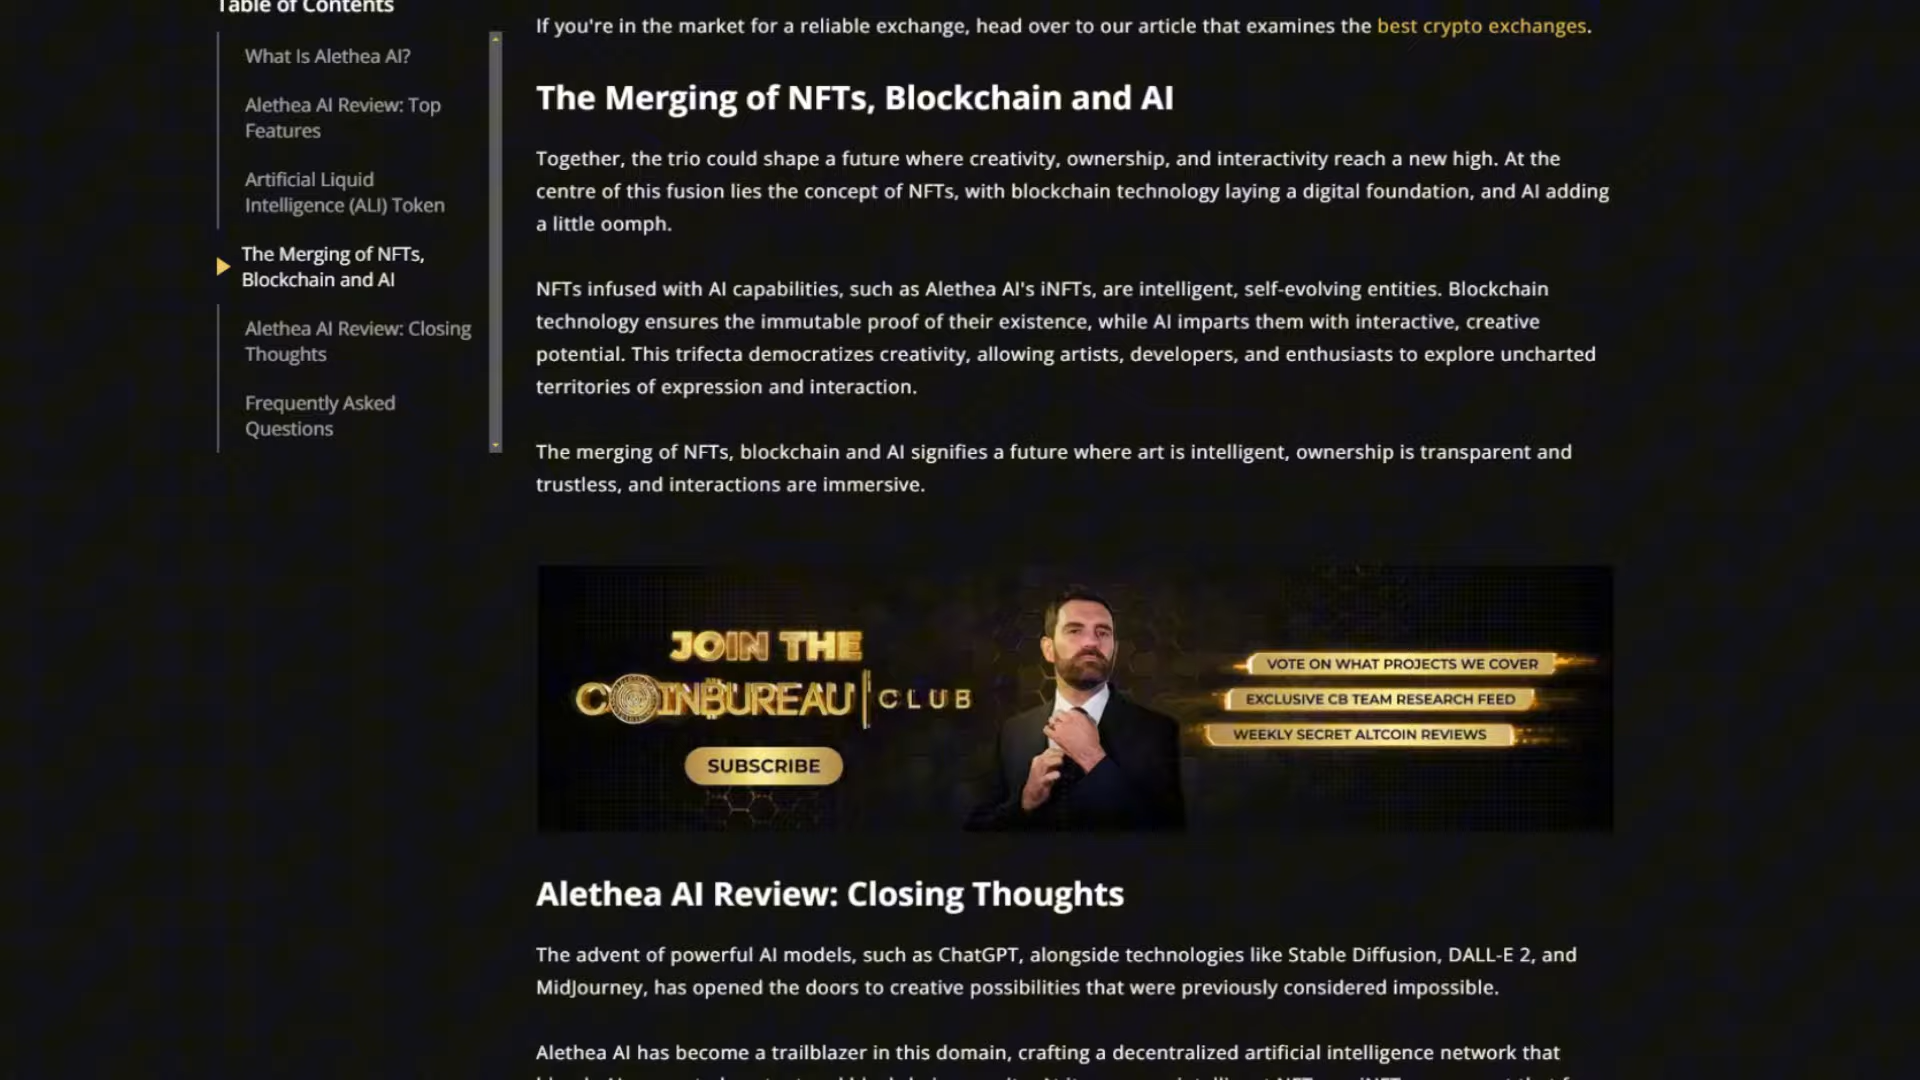 Table of Contents
What Is Alethea AI?
Alethea AI Review: Top
Features
Artificial Liquid
Intelligence (ALI) Token
The Merging of NFTs,
Blockchain and AI
Alethea AI Review: Closing
Thoughts
Frequently Asked
Questions
If you're in the market for a reliable exchange, head over to our article that examines the best crypto exchanges.
The Merging of NFTs, Blockchain and AI
Together, the trio could shape a future where creativity, ownership, and interactivity reach a new high. At the
centre of this fusion lies the concept of NFTs, with blockchain technology laying a digital foundation, and AI adding
a little oomph.
NFTs infused with AI capabilities, such as Alethea AI's iNFTs, are intelligent, self-evolving entities. Blockchain
technology ensures the immutable proof of their existence, while AI imparts them with interactive, creative
potential. This trifecta democratizes creativity, allowing artists, developers, and enthusiasts to explore uncharted
territories of expression and interaction.
The merging of NFTs, blockchain and AI signifies a future where art is intelligent, ownership is transparent and
trustless, and interactions are immersive.
JOIN THE
COINBUREAU | CLUB
SUBSCRIBE
VOTE ON WHAT PROJECTS WE COVER
EXCLUSIVE CB TEAM RESEARCH FEED
WEEKLY SECRET ALTCOIN REVIEWS
Alethea AI Review: Closing Thoughts
The advent of powerful AI models, such as ChatGPT, alongside technologies like Stable Diffusion, DALL-E 2, and
MidJourney, has opened the doors to creative possibilities that were previously considered impossible.
Alethea AI has become a trailblazer in this domain, crafting a decentralized artificial intelligence network that